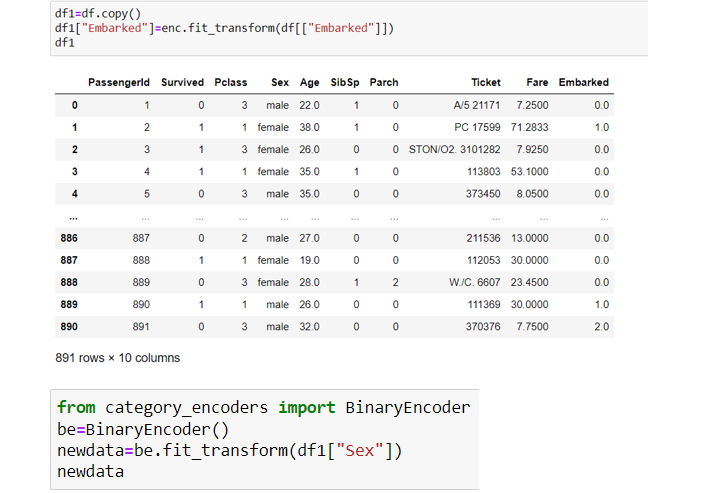 df1=df.copy()
df1["Embarked"]=enc.fit_transform(df[["Embarked"]])
df1
PassengerId Survived Pclass Sex Age SibSp Parch Ticket Fare Embarked
0 1 0 3 male 22.0 1 0 A/5 21171 7.2500 0.0
1 2 1 1 female 38.0 1 0 PC 17599 71.2833 1.0
2 3 1 3 female 26.0 0 0 STON/O2. 3101282 7.9250 0.0
3 4 1 1 female 35.0 1 0 113803 53.1000 0.0
4 5 0 3 male 35.0 0 0 373450 8.0500 0.0
... ... ... ... ... ... ... ... ... ... ...
886 887 0 2 male 27.0 0 0 211536 13.0000 0.0
887 888 1 1 female 19.0 0 0 112053 30.0000 0.0
888 889 0 3 female 28.0 1 2 W./C. 6607 23.4500 0.0
889 890 1 1 male 26.0 0 0 111369 30.0000 1.0
890 891 0 3 male 32.0 0 0 370376 7.7500 2.0
891 rows × 10 columns
from category_encoders import BinaryEncoder
be=BinaryEncoder()
newdata=be.fit_transform(df1["Sex"])
newdata